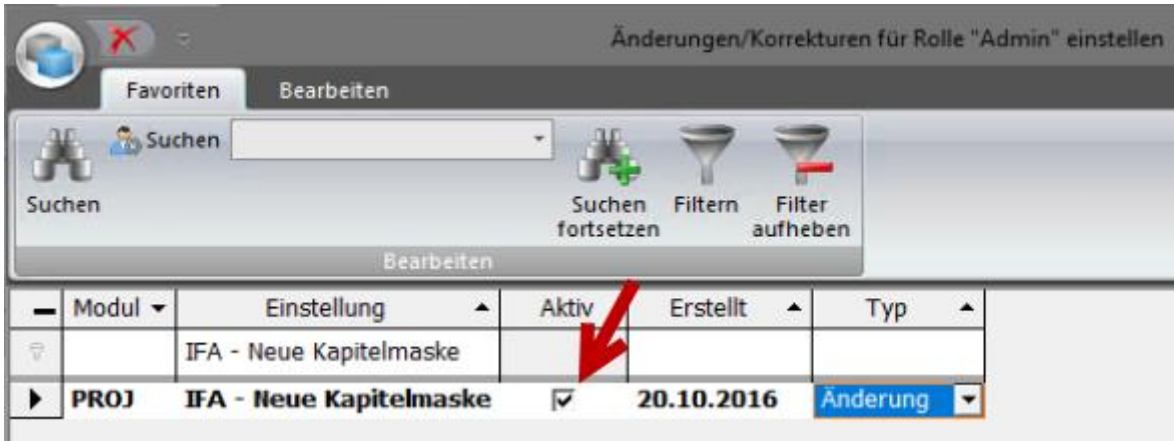 Änderungen/Korrekturen für Rolle "Admin" einstellen
Favoriten Bearbeiten
Suchen
Suchen
Suchen fortsetzen
Filtern
Filter aufheben
Bearbeiten
Modul Einstellung Aktiv Erstellt Typ
IFA - Neue Kapitelmaske
PROJ IFA - Neue Kapitelmaske 20.10.2016 Änderung